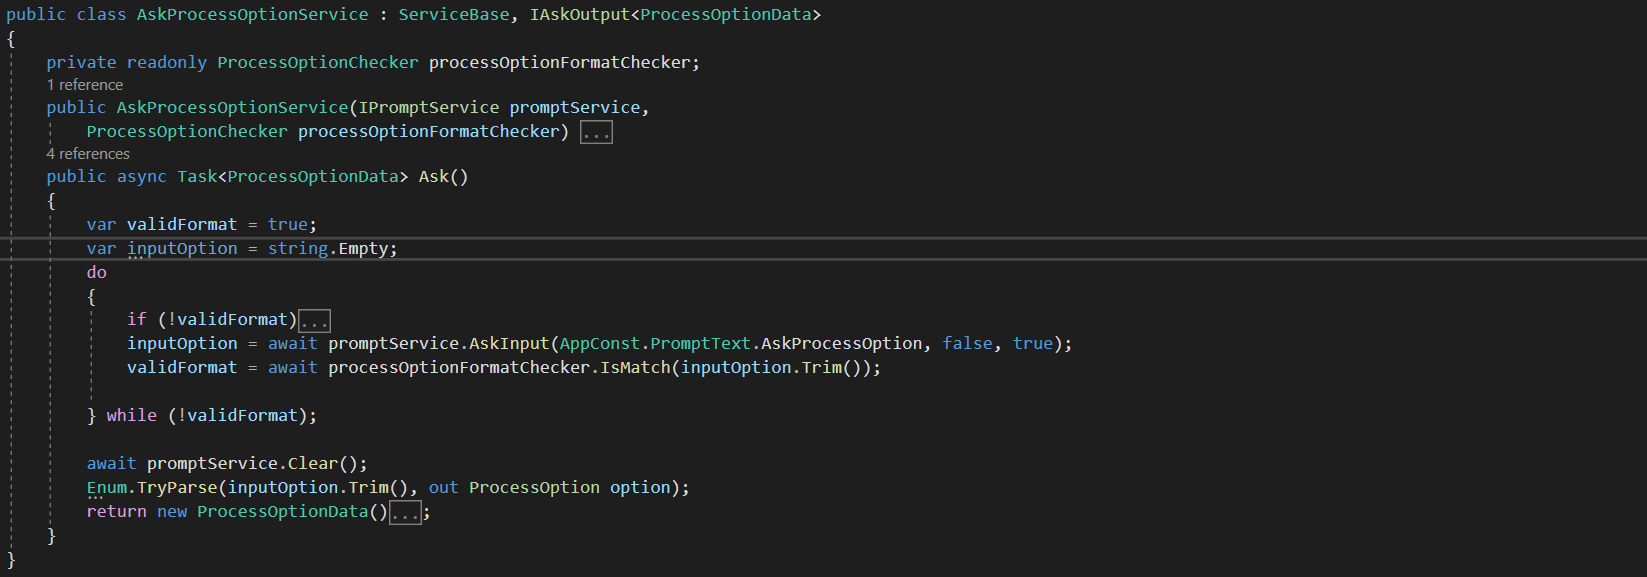 public class AskProcessOptionService : ServiceBase, IAskOutput<ProcessOptionData>
{
private readonly ProcessOptionChecker processOptionFormatChecker;
1 reference
public AskProcessOptionService(IPromptService promptService,
ProcessOptionChecker processOptionFormatChecker) ...
4 references
public async Task<ProcessOptionData> Ask()
{
var validFormat = true;
var inputOption = string.Empty;
do
{
if (!validFormat)...
inputOption = await promptService.AskInput(AppConst.PromptText.AskProcessOption, false, true);
validFormat = await processOptionFormatChecker.IsMatch(inputOption.Trim());
} while (!validFormat);
await promptService.Clear();
Enum.TryParse(inputOption.Trim(), out ProcessOption option);
return new ProcessOptionData()...;
}
}